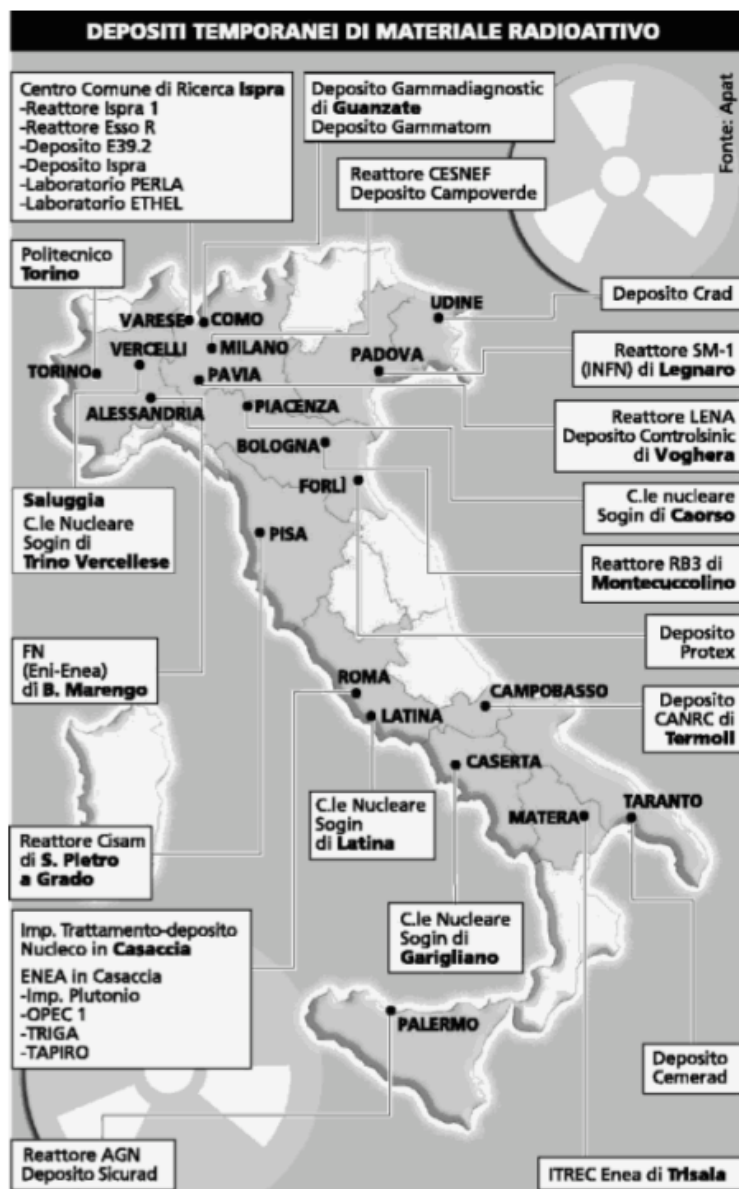 DEPOSITI TEMPORANEI DI MATERIALE RADIOATTIVO
Centro Comune di Ricerca Ispra
-Reattore Ispra 1
-Reattore Esso R
-Deposito E39.2
-Deposito Ispra
-Laboratorio PERLA
-Laboratorio ETHEL
Deposito Gammadiagnostic
di Guanzate
Deposito Gammatom
Reattore CESNEF
Deposito Campoverde
Fonte: Apat
Politecnico
Torino
Deposito Crad
Reattore SM-1
(INFN) di Legnaro
Reattore LENA
Deposito Controlsinic
di Voghera
C.le nucleare
Sogin di Caorso
Reattore RB3 di
Montecuccolino
Deposito
Protex
Deposito
CANRC di
Termoli
UDINE
VARESE
COMO
VERCELLI
MILANO
PADOVA
TORINO
PAVIA
ALESSANDRIA
PIACENZA
BOLOGNA
FORLÌ
PISA
ROMA
LATINA
CAMPOBASSO
CASERTA
MATERA
TARANTO
PALERMO
Saluggia
C.le Nucleare
Sogin di
Trino Vercellese
FN
(Eni-Enea)
di B. Marengo
Reattore Cisam
di S. Pietro
a Grado
C.le Nucleare
Sogin
di Latina
C.le Nucleare
Sogin di
Garigliano
Imp. Trattamento-deposito
Nucleco in Casaccia
ENEA in Casaccia
-Imp. Plutonio
-OPEC 1
-TRIGA
-TAPIRO
Deposito
Cemerad
Reattore AGN
Deposito Sicurad
ITREC Enea di Trisaia